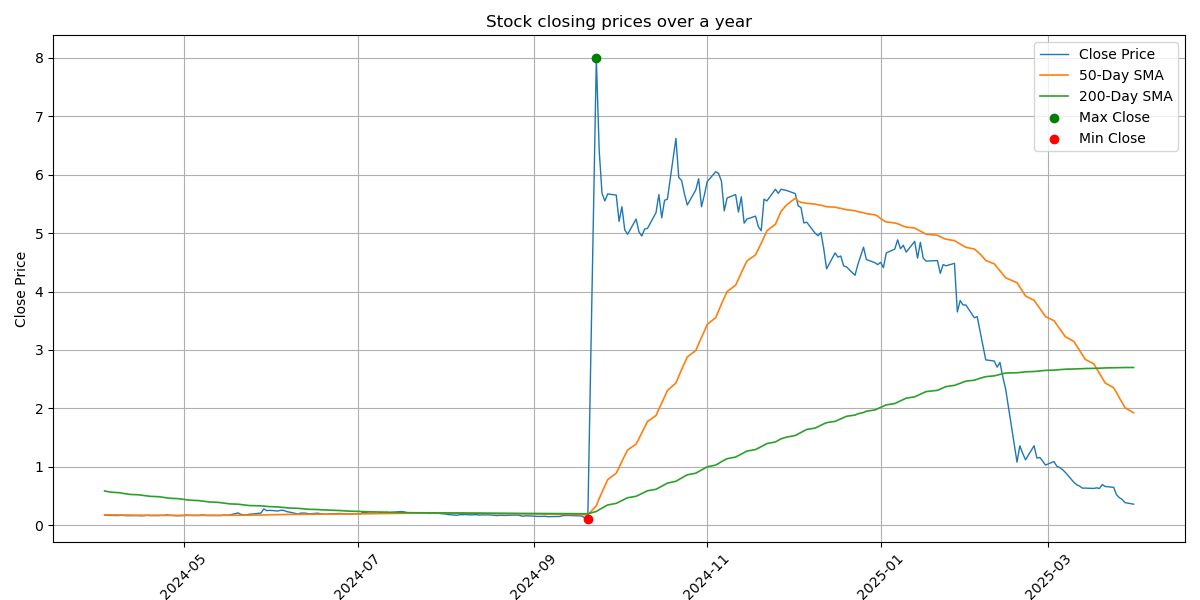 Stock closing prices over a year
Close Price
8
7
6
5
4
3
2
1
0
2024-05
2024-07
2024-09
2024-11
2025-01
2025-03
Close Price
50-Day SMA
200-Day SMA
Max Close
Min Close